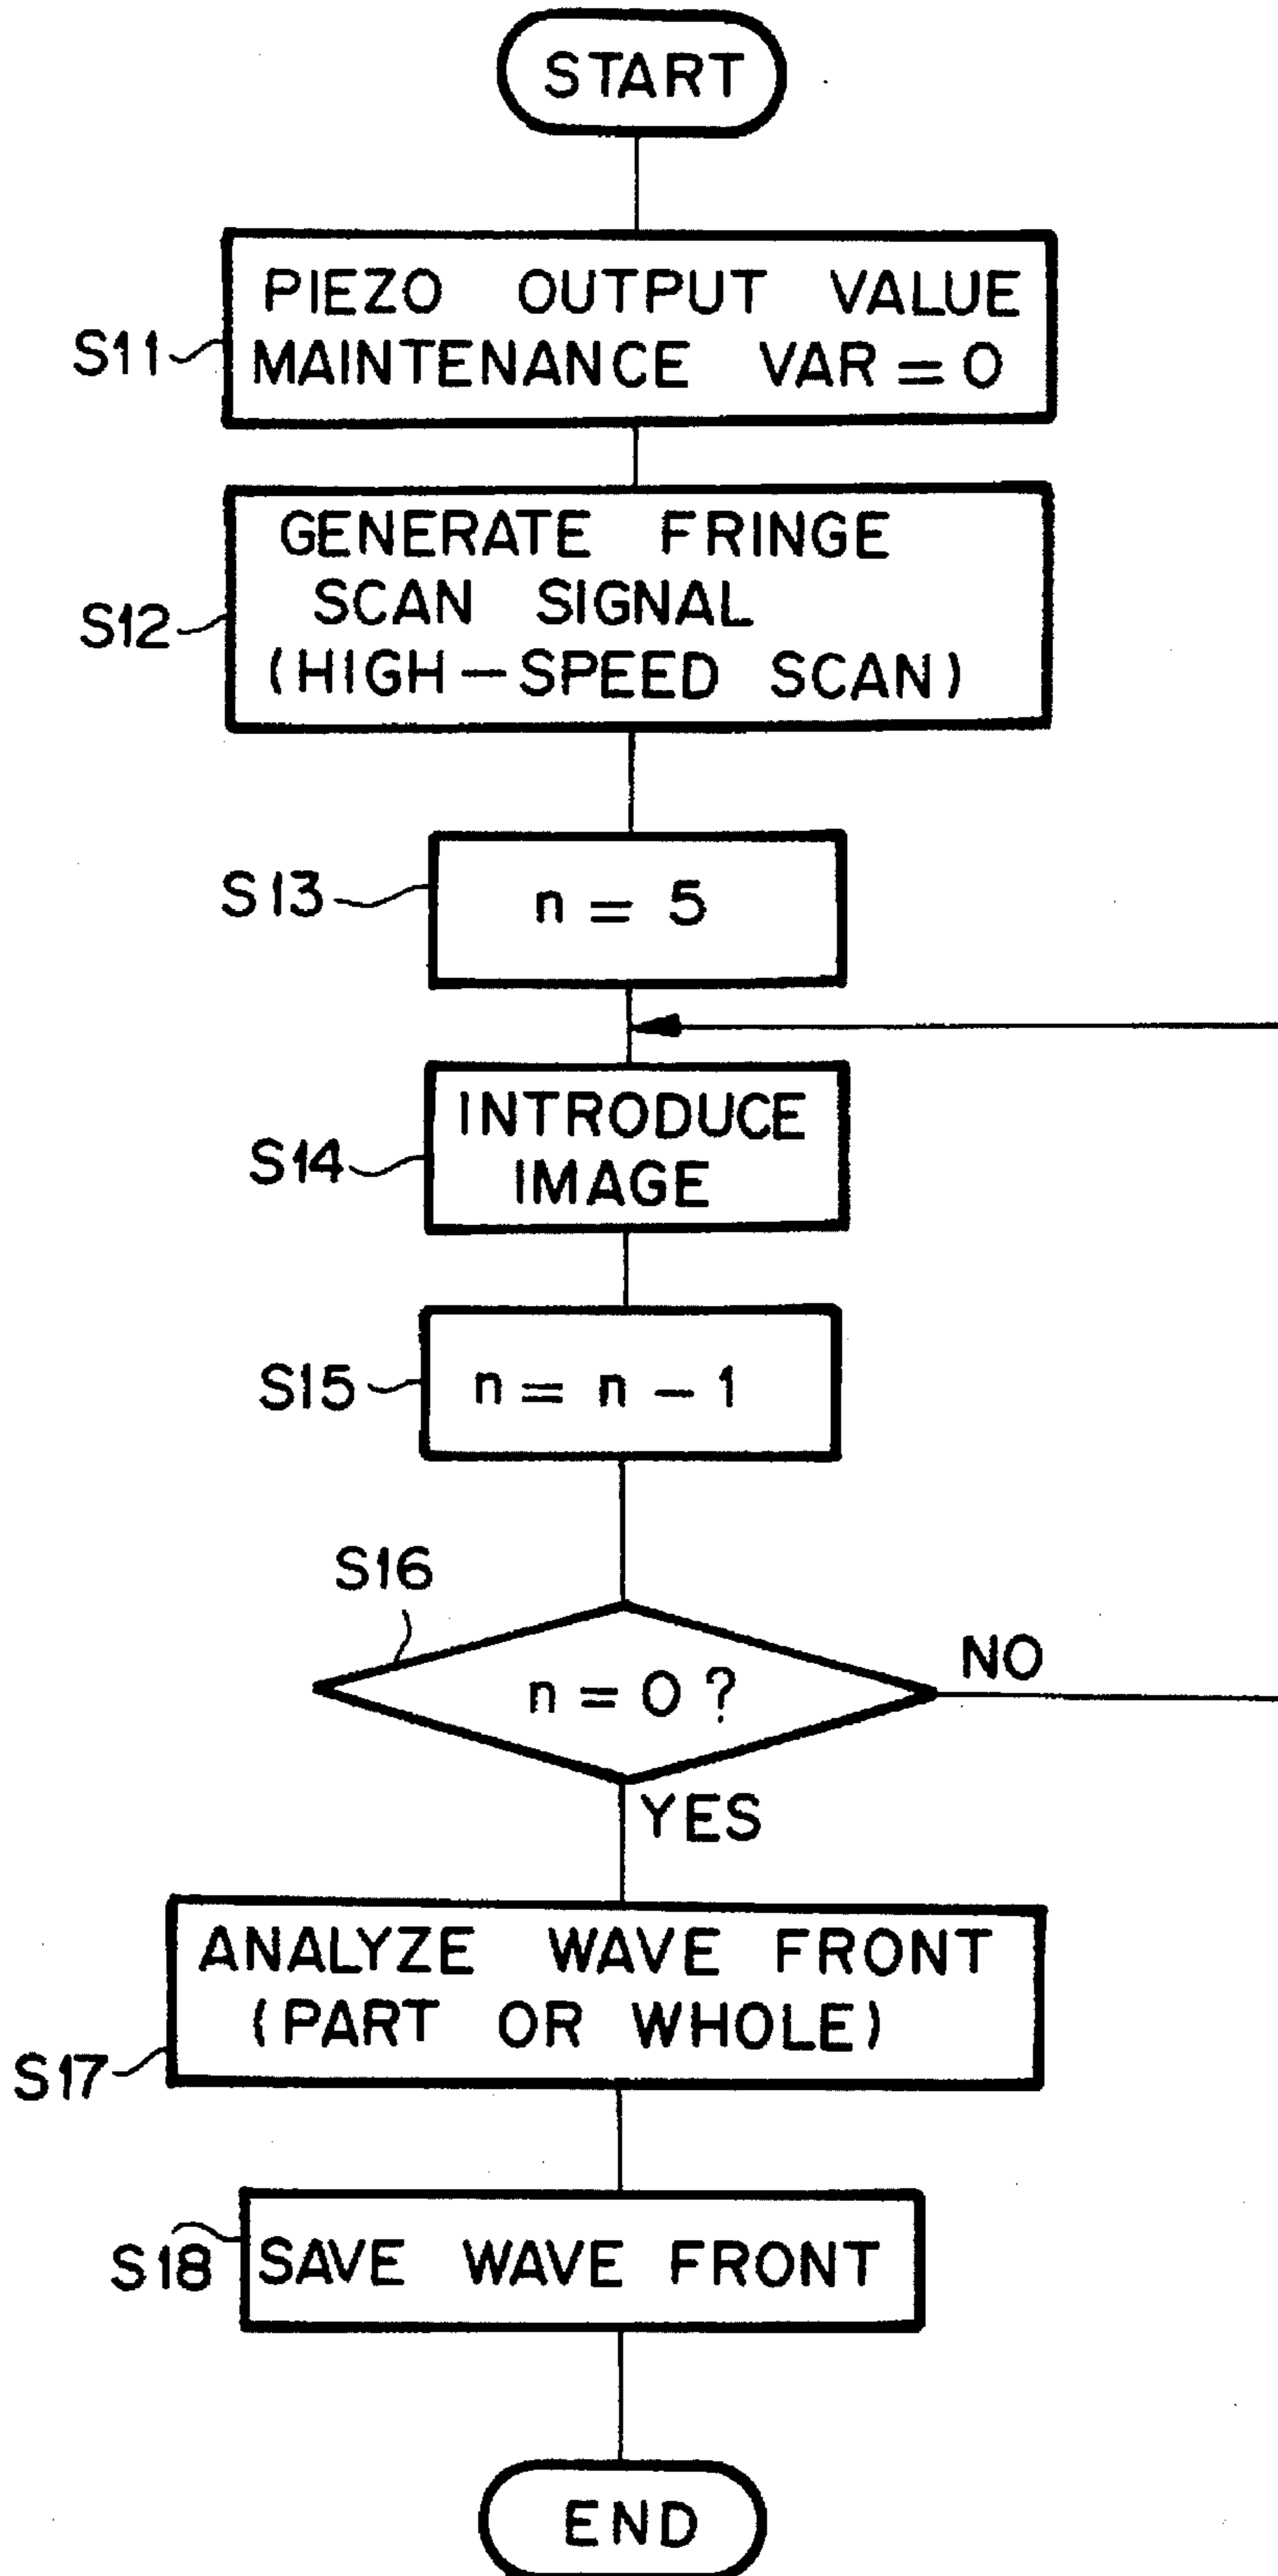 START
S11
PIEZO OUTPUT VALUE
MAINTENANCE VAR = 0
S12
GENERATE FRINGE
SCAN SIGNAL
(HIGH-SPEED SCAN)
S13
n = 5
S14
INTRODUCE
IMAGE
S15
n = n - 1
S16
n = 0 ?
NO
YES
S17
ANALYZE WAVE FRONT
(PART OR WHOLE)
S18
SAVE WAVE FRONT
END